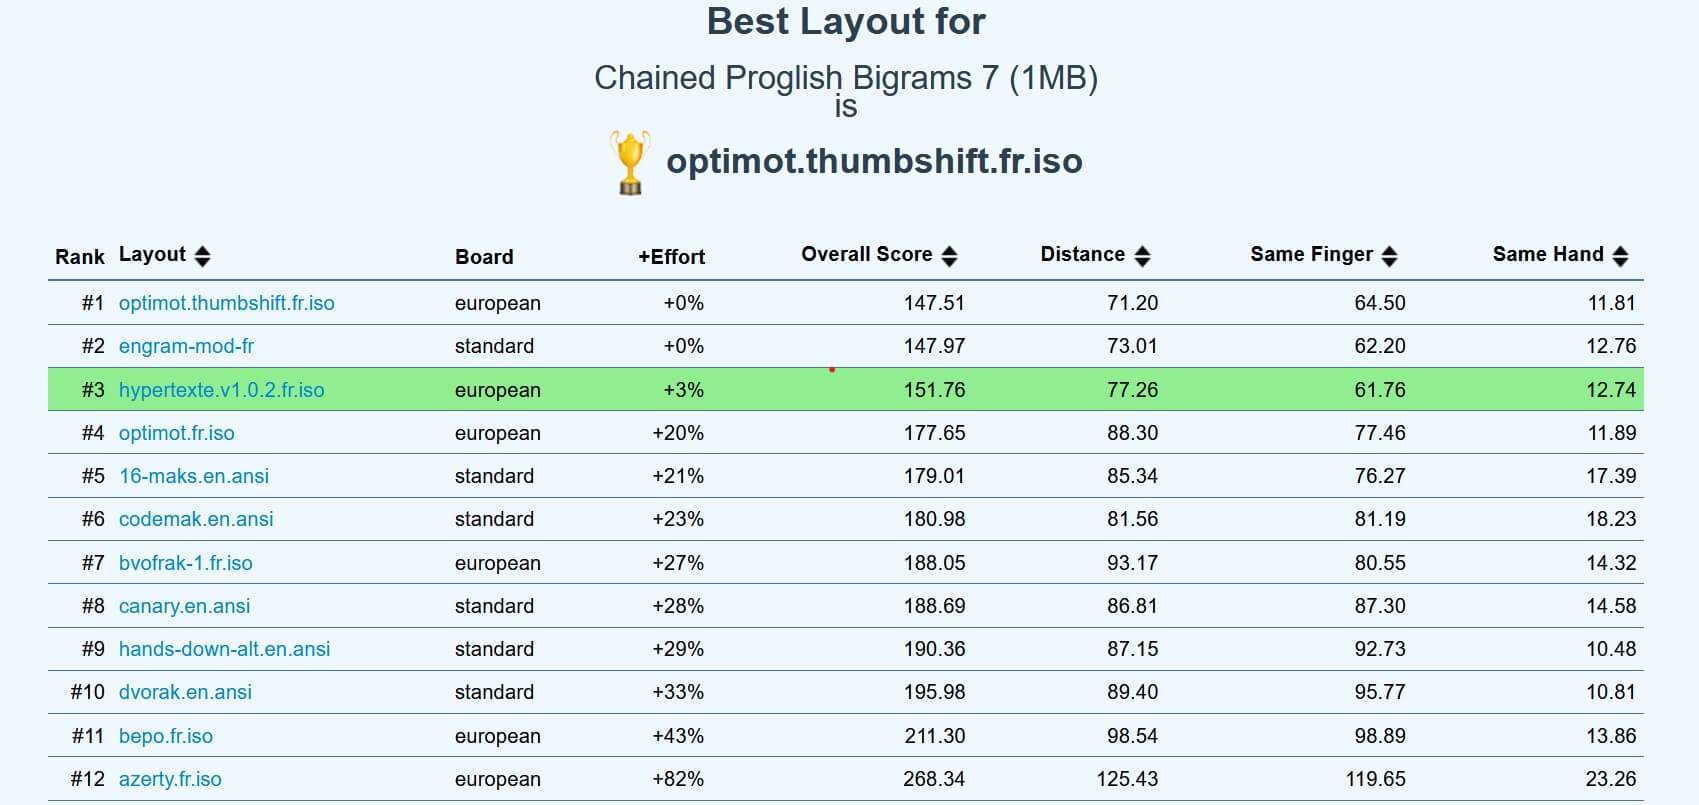 Best Layout for
Chained Proglish Bigrams 7 (1MB)
is
optimot.thumbshift.fr.iso
Rank Layout Board +Effort Overall Score Distance Same Finger Same Hand
#1 optimot.thumbshift.fr.iso european +0% 147.51 71.20 64.50 11.81
#2 engram-mod-fr standard +0% 147.97 73.01 62.20 12.76
#3 hypertexte.v1.0.2.fr.iso european +3% 151.76 77.26 61.76 12.74
#4 optimot.fr.iso european +20% 177.65 88.30 77.46 11.89
#5 16-maks.en.ansi standard +21% 179.01 85.34 76.27 17.39
#6 codemak.en.ansi standard +23% 180.98 81.56 81.19 18.23
#7 bvofrak-1.fr.iso european +27% 188.05 93.17 80.55 14.32
#8 canary.en.ansi standard +28% 188.69 86.81 87.30 14.58
#9 hands-down-alt.en.ansi standard +29% 190.36 87.15 92.73 10.48
#10 dvorak.en.ansi standard +33% 195.98 89.40 95.77 10.81
#11 bepo.fr.iso european +43% 211.30 98.54 98.89 13.86
#12 azerty.fr.iso european +82% 268.34 125.43 119.65 23.26